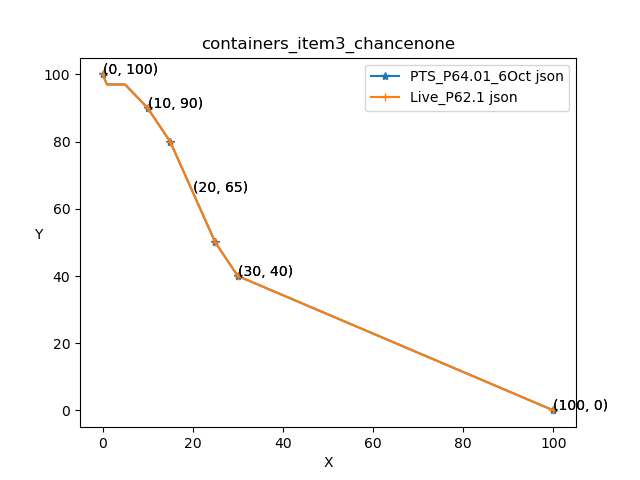 containers_item3_chancenone
PTS_P64.01_6Oct json
Live_P62.1 json
(0, 100)
(10, 90)
(20, 65)
(30, 40)
(100, 0)
100
80
60
40
20
0
Y
0 20 40 60 80 100
X